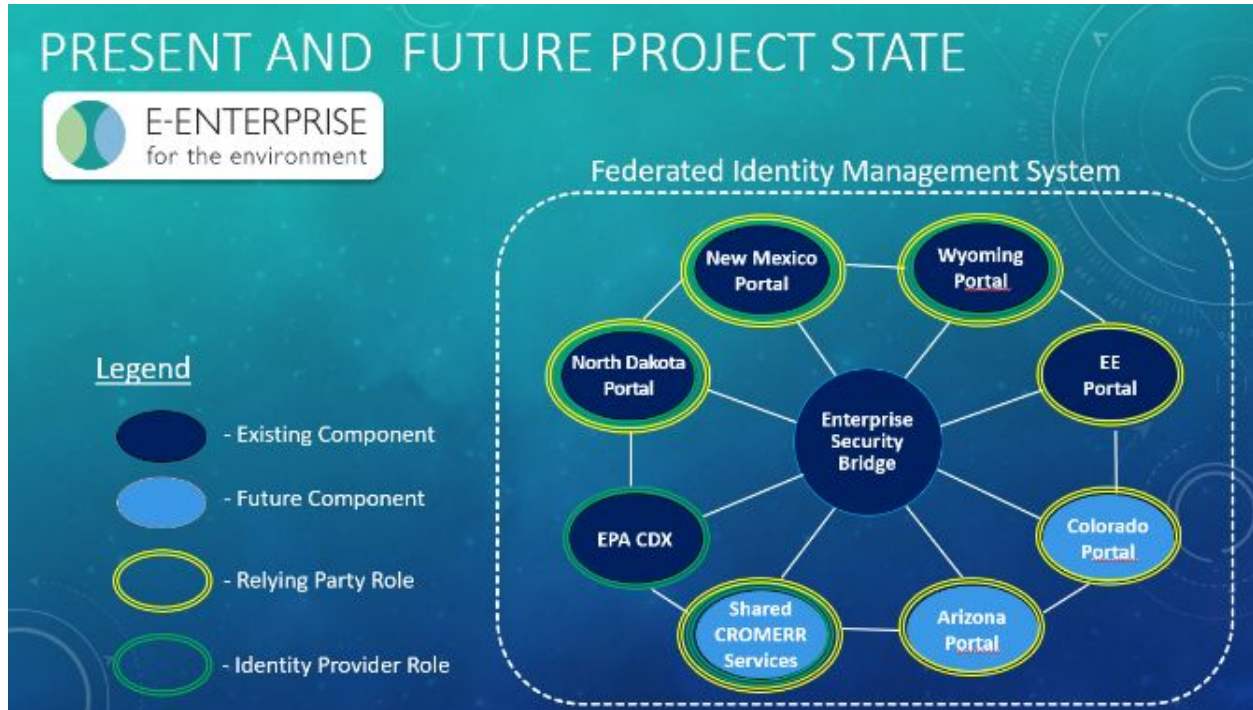 PRESENT AND FUTURE PROJECT STATE
E-ENTERPRISE
for the environment
Federated Identity Management System
New Mexico
Portal
Wyoming
Portal
North Dakota
Portal
EE
Portal
Enterprise
Security
Bridge
EPA CDX
Colorado
Portal
Shared
CROMERR
Services
Arizona
Portal
Legend
- Existing Component
- Future Component
- Relying Party Role
- Identity Provider Role